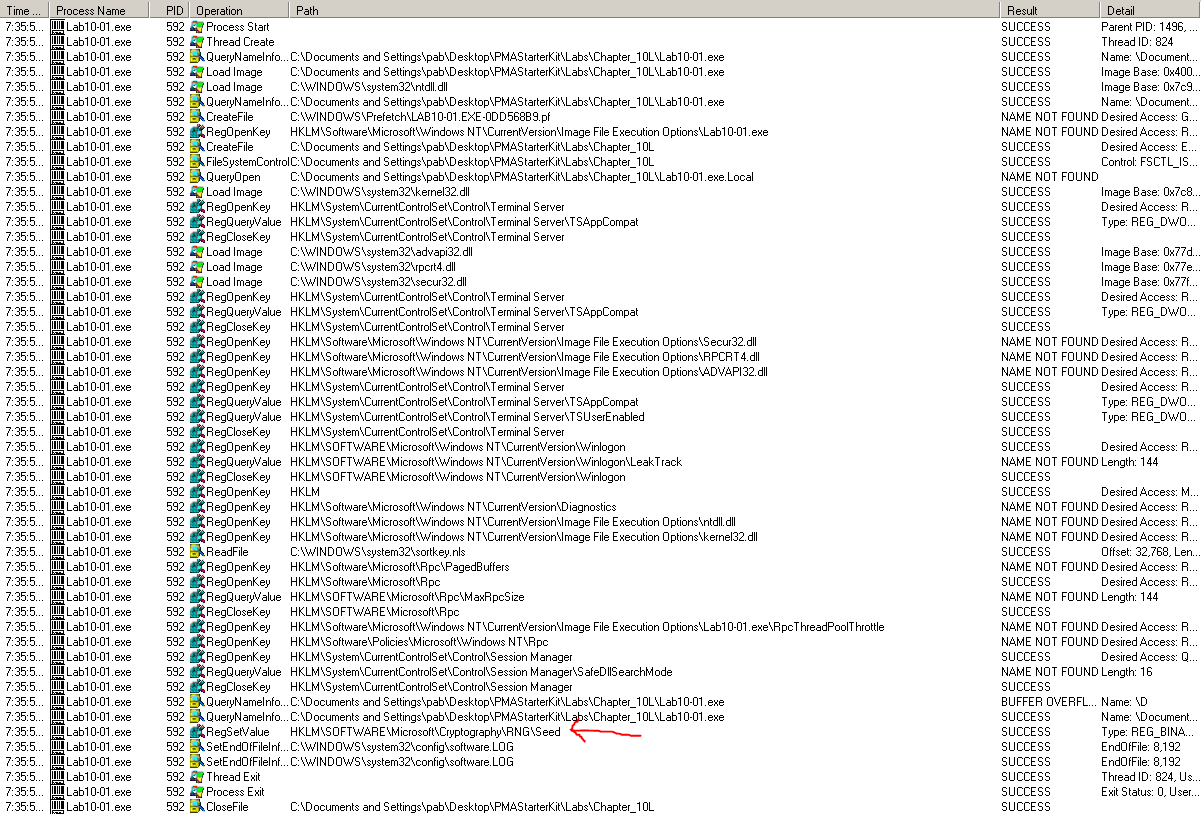 Time ... Process Name PID Operation Path Result Detail
7:35:5... Lab10-01.exe 592 Process Start SUCCESS Parent PID: 1496, ...
7:35:5... Lab10-01.exe 592 Thread Create SUCCESS Thread ID: 824
7:35:5... Lab10-01.exe 592 QueryNameInfo... C:\Documents and Settings\pab\Desktop\PMAStarterKit\Labs\Chapter_10L\Lab10-01.exe SUCCESS Name: \Document...
7:35:5... Lab10-01.exe 592 Load Image C:\Documents and Settings\pab\Desktop\PMAStarterKit\Labs\Chapter_10L\Lab10-01.exe SUCCESS Image Base: 0x400...
7:35:5... Lab10-01.exe 592 Load Image C:\WINDOWS\system32\ntdll.dll SUCCESS Image Base: 0x7c9...
7:35:5... Lab10-01.exe 592 QueryNameInfo... C:\Documents and Settings\pab\Desktop\PMAStarterKit\Labs\Chapter_10L\Lab10-01.exe SUCCESS Name: \Document...
7:35:5... Lab10-01.exe 592 CreateFile C:\WINDOWS\Prefetch\LAB10-01.EXE-0DD568B9.pf NAME NOT FOUND Desired Access: G...
7:35:5... Lab10-01.exe 592 RegOpenKey HKLM\Software\Microsoft\Windows NT\CurrentVersion\Image File Execution Options\Lab10-01.exe NAME NOT FOUND Desired Access: R...
7:35:5... Lab10-01.exe 592 CreateFile C:\Documents and Settings\pab\Desktop\PMAStarterKit\Labs\Chapter_10L SUCCESS Desired Access: E...
7:35:5... Lab10-01.exe 592 FileSystemControl C:\Documents and Settings\pab\Desktop\PMAStarterKit\Labs\Chapter_10L SUCCESS Control: FSCTL_IS...
7:35:5... Lab10-01.exe 592 QueryOpen C:\Documents and Settings\pab\Desktop\PMAStarterKit\Labs\Chapter_10L\Lab10-01.exe.Local NAME NOT FOUND
7:35:5... Lab10-01.exe 592 Load Image C:\WINDOWS\system32\kernel32.dll SUCCESS Image Base: 0x7c8...
7:35:5... Lab10-01.exe 592 RegOpenKey HKLM\System\CurrentControlSet\Control\Terminal Server SUCCESS Desired Access: R...
7:35:5... Lab10-01.exe 592 RegQueryValue HKLM\System\CurrentControlSet\Control\Terminal Server\TSAppCompat SUCCESS Type: REG_DWO...
7:35:5... Lab10-01.exe 592 RegCloseKey HKLM\System\CurrentControlSet\Control\Terminal Server SUCCESS
7:35:5... Lab10-01.exe 592 Load Image C:\WINDOWS\system32\advapi32.dll SUCCESS Image Base: 0x77d...
7:35:5... Lab10-01.exe 592 Load Image C:\WINDOWS\system32\rpcrt4.dll SUCCESS Image Base: 0x77e...
7:35:5... Lab10-01.exe 592 Load Image C:\WINDOWS\system32\secur32.dll SUCCESS Image Base: 0x77f...
7:35:5... Lab10-01.exe 592 RegOpenKey HKLM\System\CurrentControlSet\Control\Terminal Server SUCCESS Desired Access: R...
7:35:5... Lab10-01.exe 592 RegQueryValue HKLM\System\CurrentControlSet\Control\Terminal Server\TSAppCompat SUCCESS Type: REG_DWO...
7:35:5... Lab10-01.exe 592 RegCloseKey HKLM\System\CurrentControlSet\Control\Terminal Server SUCCESS
7:35:5... Lab10-01.exe 592 RegOpenKey HKLM\Software\Microsoft\Windows NT\CurrentVersion\Image File Execution Options\Secur32.dll NAME NOT FOUND Desired Access: R...
7:35:5... Lab10-01.exe 592 RegOpenKey HKLM\Software\Microsoft\Windows NT\CurrentVersion\Image File Execution Options\RPCRT4.dll NAME NOT FOUND Desired Access: R...
7:35:5... Lab10-01.exe 592 RegOpenKey HKLM\Software\Microsoft\Windows NT\CurrentVersion\Image File Execution Options\ADVAPI32.dll NAME NOT FOUND Desired Access: R...
7:35:5... Lab10-01.exe 592 RegOpenKey HKLM\System\CurrentControlSet\Control\Terminal Server SUCCESS Desired Access: R...
7:35:5... Lab10-01.exe 592 RegQueryValue HKLM\System\CurrentControlSet\Control\Terminal Server\TSAppCompat SUCCESS Type: REG_DWO...
7:35:5... Lab10-01.exe 592 RegQueryValue HKLM\System\CurrentControlSet\Control\Terminal Server\TSUserEnabled SUCCESS Type: REG_DWO...
7:35:5... Lab10-01.exe 592 RegCloseKey HKLM\System\CurrentControlSet\Control\Terminal Server SUCCESS
7:35:5... Lab10-01.exe 592 RegOpenKey HKLM\SOFTWARE\Microsoft\Windows NT\CurrentVersion\Winlogon SUCCESS Desired Access: R...
7:35:5... Lab10-01.exe 592 RegQueryValue HKLM\SOFTWARE\Microsoft\Windows NT\CurrentVersion\Winlogon\LeakTrack NAME NOT FOUND Length: 144
7:35:5... Lab10-01.exe 592 RegCloseKey HKLM\SOFTWARE\Microsoft\Windows NT\CurrentVersion\Winlogon SUCCESS
7:35:5... Lab10-01.exe 592 RegOpenKey HKLM SUCCESS Desired Access: M...
7:35:5... Lab10-01.exe 592 RegOpenKey HKLM\Software\Microsoft\Windows NT\CurrentVersion\Diagnostics NAME NOT FOUND Desired Access: R...
7:35:5... Lab10-01.exe 592 RegOpenKey HKLM\Software\Microsoft\Windows NT\CurrentVersion\Image File Execution Options\ntdll.dll NAME NOT FOUND Desired Access: R...
7:35:5... Lab10-01.exe 592 RegOpenKey HKLM\Software\Microsoft\Windows NT\CurrentVersion\Image File Execution Options\kernel32.dll NAME NOT FOUND Desired Access: R...
7:35:5... Lab10-01.exe 592 ReadFile C:\WINDOWS\system32\sortkey.nls SUCCESS Offset: 32,768, Len...
7:35:5... Lab10-01.exe 592 RegOpenKey HKLM\Software\Microsoft\Rpc\PagedBuffers NAME NOT FOUND Desired Access: R...
7:35:5... Lab10-01.exe 592 RegOpenKey HKLM\Software\Microsoft\Rpc SUCCESS Desired Access: R...
7:35:5... Lab10-01.exe 592 RegQueryValue HKLM\SOFTWARE\Microsoft\Rpc\MaxRpcSize NAME NOT FOUND Length: 144
7:35:5... Lab10-01.exe 592 RegCloseKey HKLM\SOFTWARE\Microsoft\Rpc SUCCESS
7:35:5... Lab10-01.exe 592 RegOpenKey HKLM\Software\Microsoft\Windows NT\CurrentVersion\Image File Execution Options\Lab10-01.exe\RpcThreadPoolThrottle NAME NOT FOUND Desired Access: R...
7:35:5... Lab10-01.exe 592 RegOpenKey HKLM\Software\Policies\Microsoft\Windows NT\Rpc NAME NOT FOUND Desired Access: R...
7:35:5... Lab10-01.exe 592 RegOpenKey HKLM\System\CurrentControlSet\Control\Session Manager SUCCESS Desired Access: Q...
7:35:5... Lab10-01.exe 592 RegQueryValue HKLM\System\CurrentControlSet\Control\Session Manager\SafeDllSearchMode NAME NOT FOUND Length: 16
7:35:5... Lab10-01.exe 592 RegCloseKey HKLM\System\CurrentControlSet\Control\Session Manager SUCCESS
7:35:5... Lab10-01.exe 592 QueryNameInfo... C:\Documents and Settings\pab\Desktop\PMAStarterKit\Labs\Chapter_10L\Lab10-01.exe BUFFER OVERFL... Name: \D
7:35:5... Lab10-01.exe 592 QueryNameInfo... C:\Documents and Settings\pab\Desktop\PMAStarterKit\Labs\Chapter_10L\Lab10-01.exe SUCCESS Name: \Document...
7:35:5... Lab10-01.exe 592 RegSetValue HKLM\SOFTWARE\Microsoft\Cryptography\RNG\Seed SUCCESS Type: REG_BINA...
7:35:5... Lab10-01.exe 592 SetEndOfFileInf... C:\WINDOWS\system32\config\software.LOG SUCCESS EndOfFile: 8,192
7:35:5... Lab10-01.exe 592 SetEndOfFileInf... C:\WINDOWS\system32\config\software.LOG SUCCESS EndOfFile: 8,192
7:35:5... Lab10-01.exe 592 Thread Exit SUCCESS Thread ID: 824, Us...
7:35:5... Lab10-01.exe 592 Process Exit SUCCESS Exit Status: 0, User...
7:35:5... Lab10-01.exe 592 CloseFile C:\Documents and Settings\pab\Desktop\PMAStarterKit\Labs\Chapter_10L SUCCESS